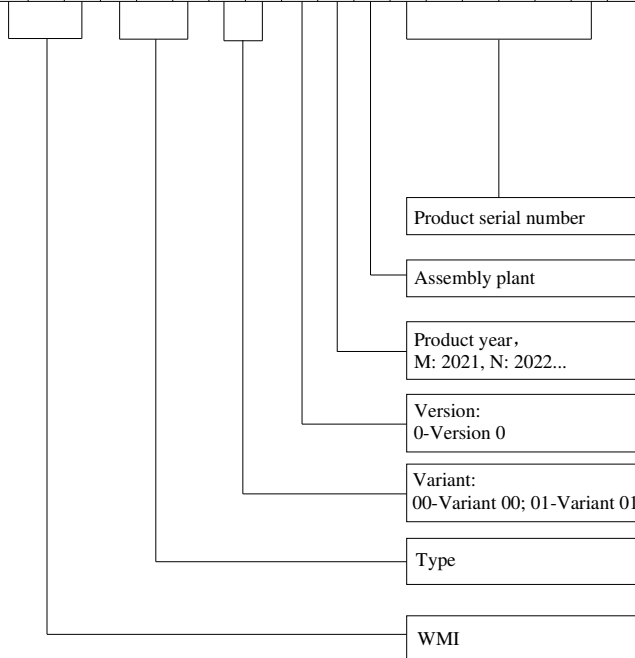 Product serial number
Assembly plant
Product year，
M: 2021, N: 2022...
Version:
0-Version 0
Variant:
00-Variant 00; 01-Variant 01
Type
WMI